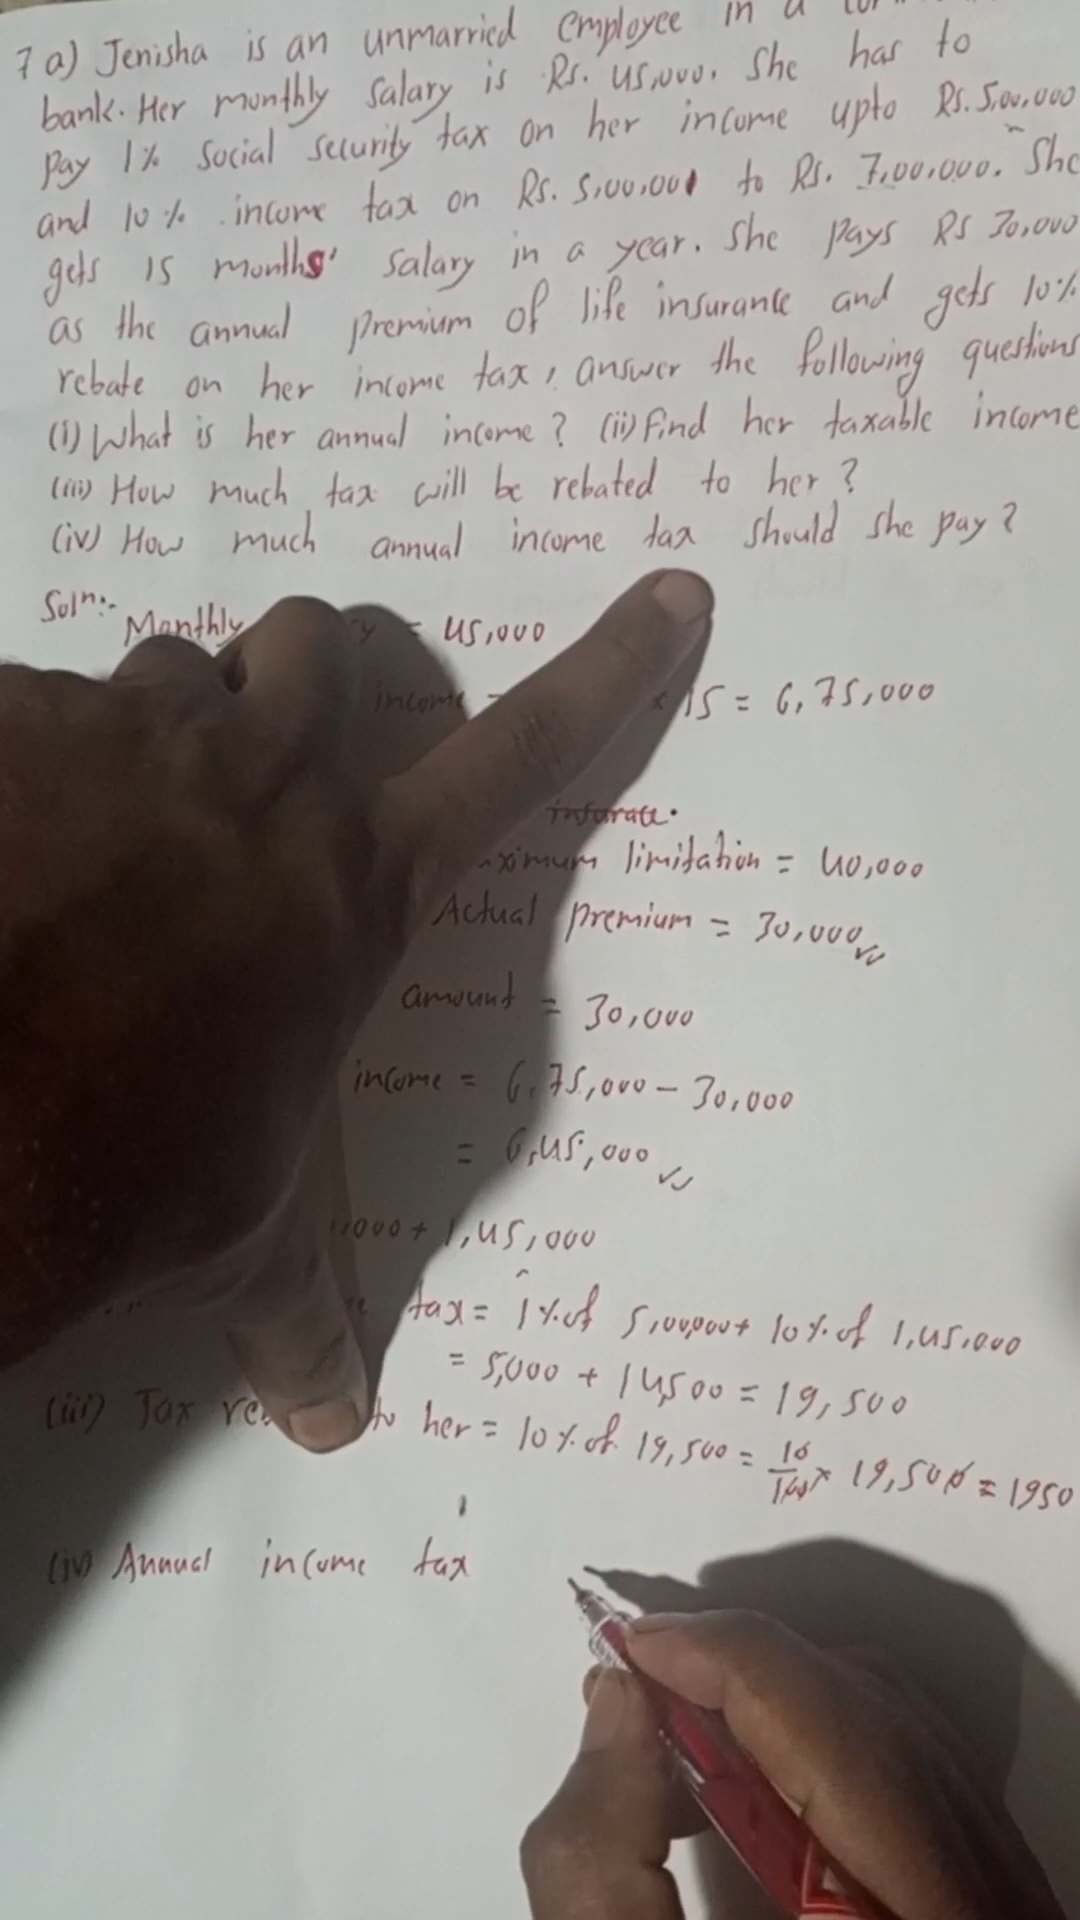 7 a) Jenisha is an unmarried employee in a
bank. Her monthly salary is Rs. 45,000. She has to
pay 1% social security tax on her income upto Rs. 5,00,000
and 10% income tax on Rs. 5,00,001 to Rs. 7,00,000. She
gets 15 months' salary in a year. She pays RS 30,000
as the annual premium of life insurance and gets 10%
rebate on her income tax, answer the following questions
(i) What is her annual income? (ii) Find her taxable income
(iii) How much tax will be rebated to her?
(iv) How much annual income tax should she pay?
Soln:- Monthly = 45,000
income 15 = 6,75,000
limitation = 40,000
Actual premium = 30,000
amount = 30,000
income = 6,75,000 - 30,000
= 6,45,000
000 + 1,45,000
tax = 1% of 5,00,000 + 10% of 1,45,000
= 5,000 + 14,500 = 19,500
(iii) Tax to her = 10% of 19,500 = 10/100 × 19,500 = 1950
(iv) Annual income tax